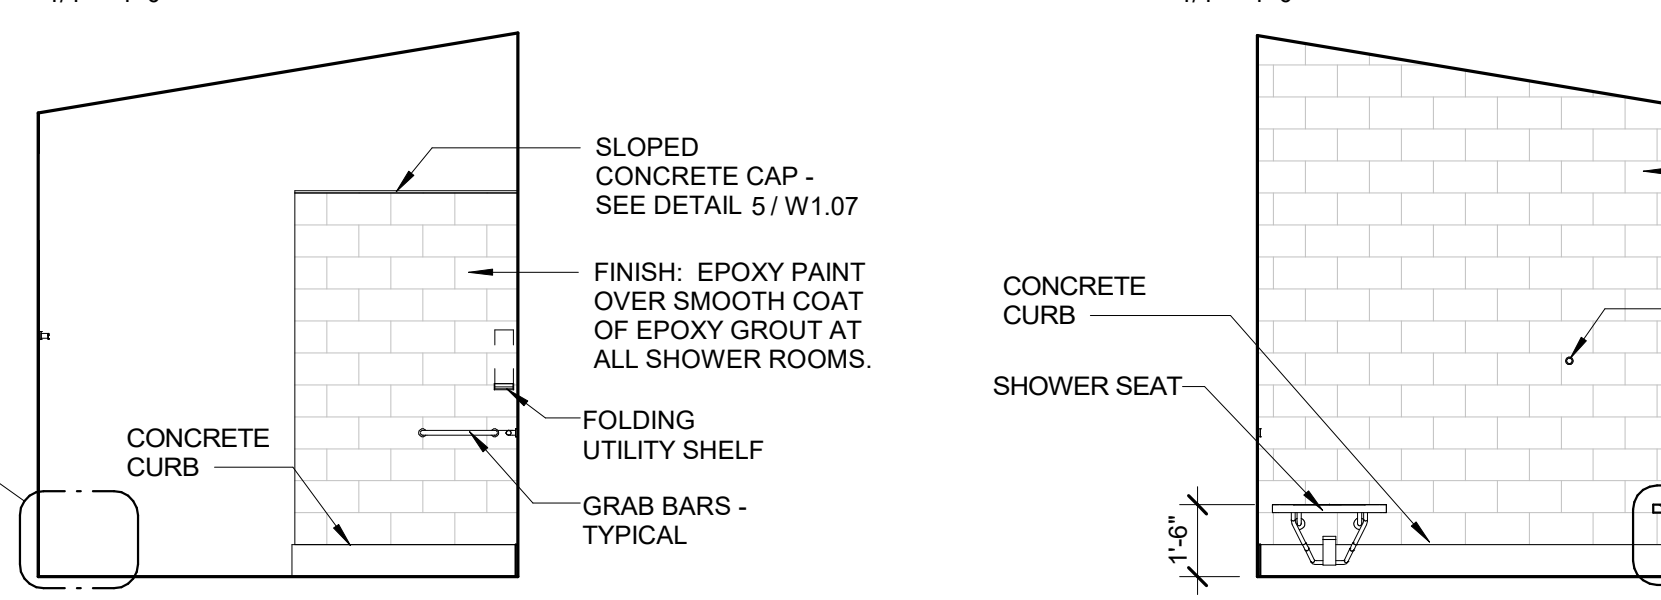 SLOPED
CONCRETE CAP -
SEE DETAIL 5 / W1.07
FINISH: EPOXY PAINT
OVER SMOOTH COAT
OF EPOXY GROUT AT
ALL SHOWER ROOMS.
FOLDING
UTILITY SHELF
CONCRETE
CURB
GRAB BARS -
TYPICAL
CONCRETE
CURB
SHOWER SEAT
1'-6"